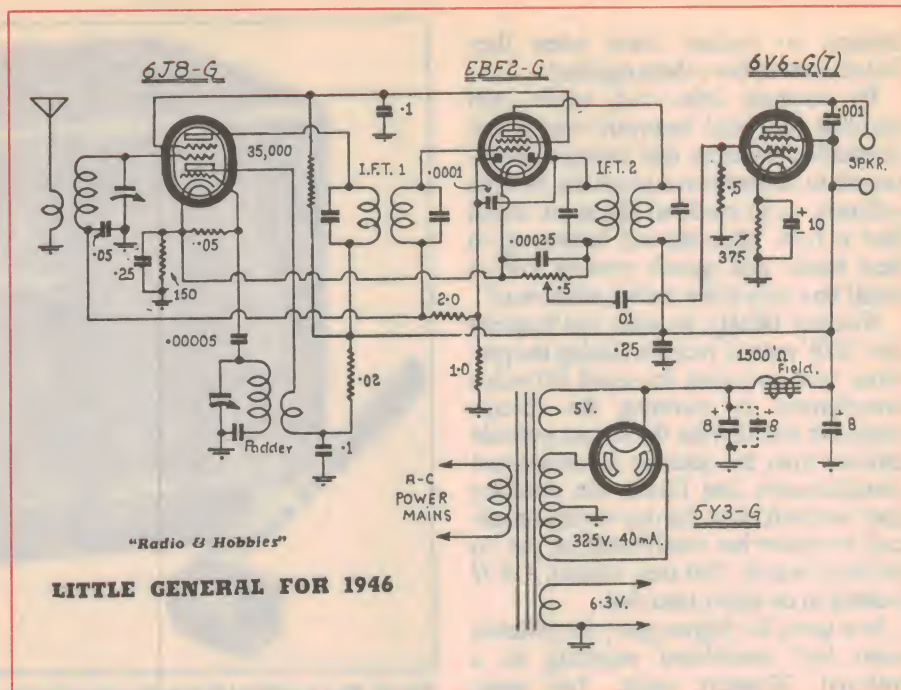 6J8-G
EBF2-G
6V6-G(T)
.1
.001
35,000
I.F.T. 1
.0001
I.F.T. 2
SPKR.
.5
+
10
-
.05
.25
.05
150
.00025
.5
375
2.0
01
.25
.00005
.02
1.0
1500'Ω
Field.
5V.
+
8
-
+
8
-
+
8
Padder
.1
A-C
POWER
MAINS
5Y3-G
325V. 40mA.
6.3V.
"Radio & Hobbies"
LITTLE GENERAL FOR 1946